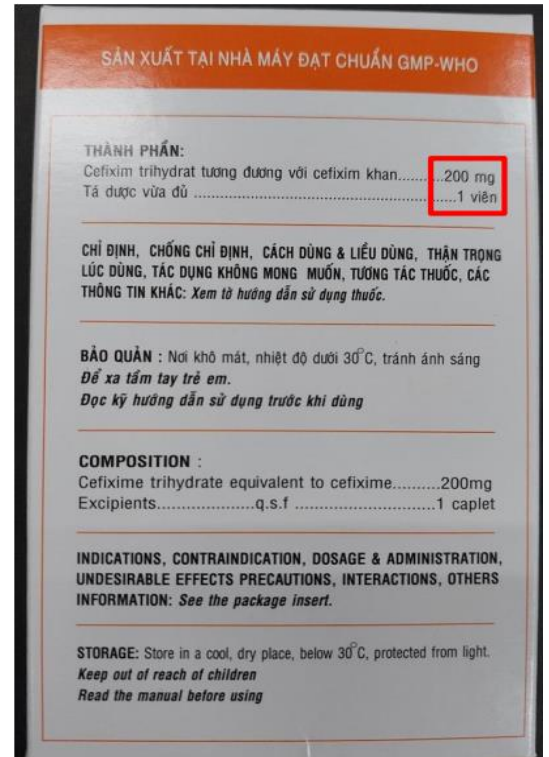 SẢN XUẤT TẠI NHÀ MÁY ĐẠT CHUẨN GMP-WHO
THÀNH PHẦN:
Cefixim trihydrat tương đương với cefixim khan..........200 mg
Tá dược vừa đủ ......................................................1 viên
CHỈ ĐỊNH, CHỐNG CHỈ ĐỊNH, CÁCH DÙNG & LIỀU DÙNG, THẬN TRỌNG
LÚC DÙNG, TÁC DỤNG KHÔNG MONG MUỐN, TƯƠNG TÁC THUỐC, CÁC
THÔNG TIN KHÁC: Xem tờ hướng dẫn sử dụng thuốc.
BẢO QUẢN : Nơi khô mát, nhiệt độ dưới 30°C, tránh ánh sáng
Để xa tầm tay trẻ em.
Đọc kỹ hướng dẫn sử dụng trước khi dùng
COMPOSITION :
Cefixime trihydrate equivalent to cefixime..........200mg
Excipients...................q.s.f .............................1 caplet
INDICATIONS, CONTRAINDICATION, DOSAGE & ADMINISTRATION,
UNDESIRABLE EFFECTS PRECAUTIONS, INTERACTIONS, OTHERS
INFORMATION: See the package insert.
STORAGE: Store in a cool, dry place, below 30°C, protected from light.
Keep out of reach of children
Read the manual before using